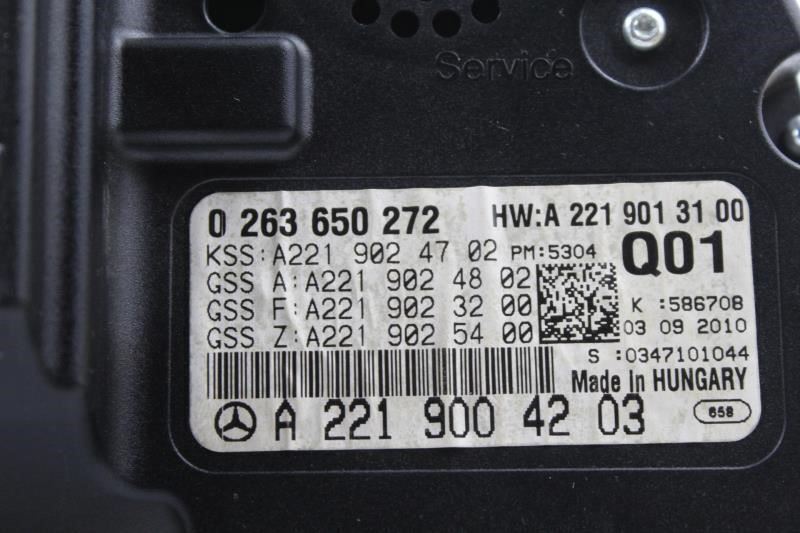 Service
0 263 650 272 HW:A 221 901 31 00
KSS:A221 902 47 02 PM:5304 Q01
GSS A:A221 902 48 02
GSS F:A221 902 32 00 K :586708
GSS Z:A221 902 54 00 03 09 2010
S :0347101044
Made In HUNGARY
A 221 900 42 03 658